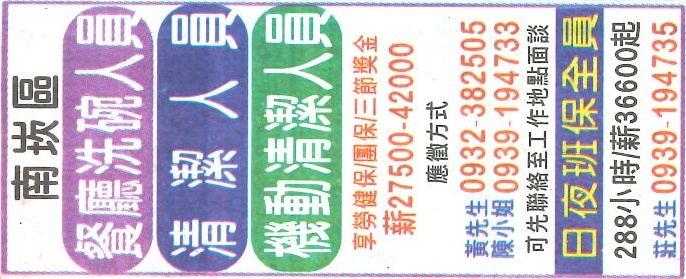 南崁區
餐廳洗碗人員
清潔人員
機動清潔人員
享勞健保/團保/三節獎金
薪27500-42000
應徵方式
黃先生 0932-382505
陳小姐 0939-194733
可先聯絡至工作地點面談
日夜班保全員
288小時/薪36600起
莊先生 0939-194735